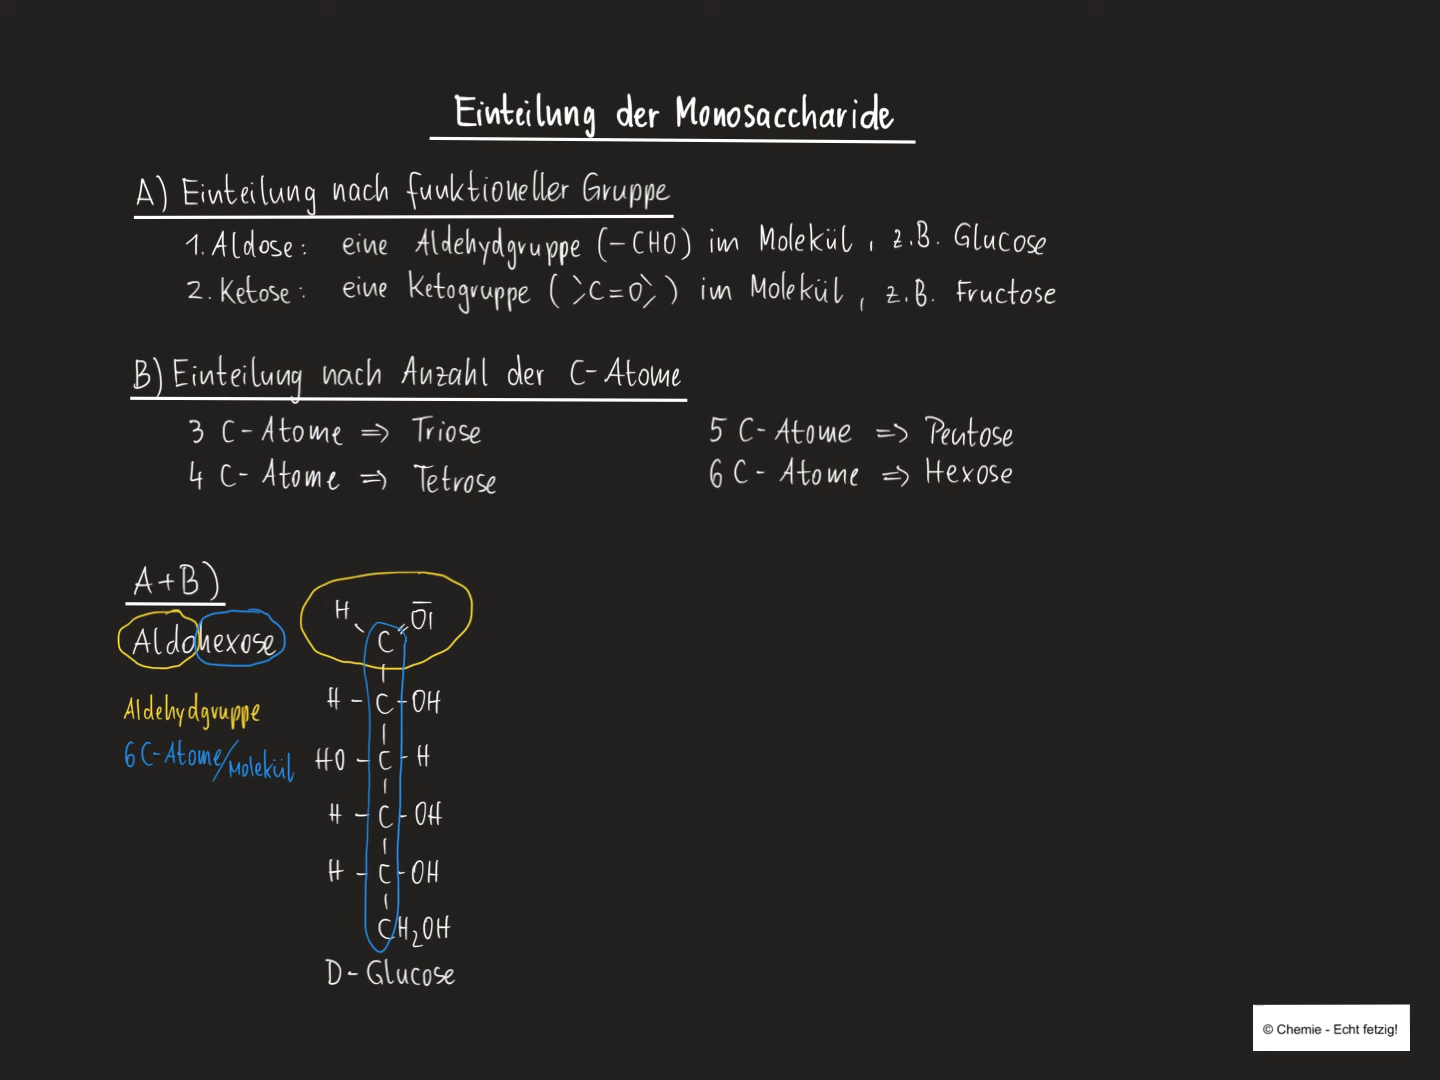 Einteilung der Monosaccharide
A) Einteilung nach funktioneller Gruppe
1. Aldose: eine Aldehydgruppe (-CHO) im Molekül, z.B. Glucose
2. Ketose: eine Ketogruppe (⟩C=O⟩) im Molekül, z.B. Fructose
B) Einteilung nach Anzahl der C-Atome
3 C-Atome => Triose
4 C-Atome => Tetrose
5 C-Atome => Pentose
6 C-Atome => Hexose
A+B)
Aldohexose
Aldehydgruppe
6 C-Atome/Molekül
H O
C
H-C-OH
HO-C-H
H-C-OH
H-C-OH
CH₂OH
D-Glucose
© Chemie - Echt fetzig!